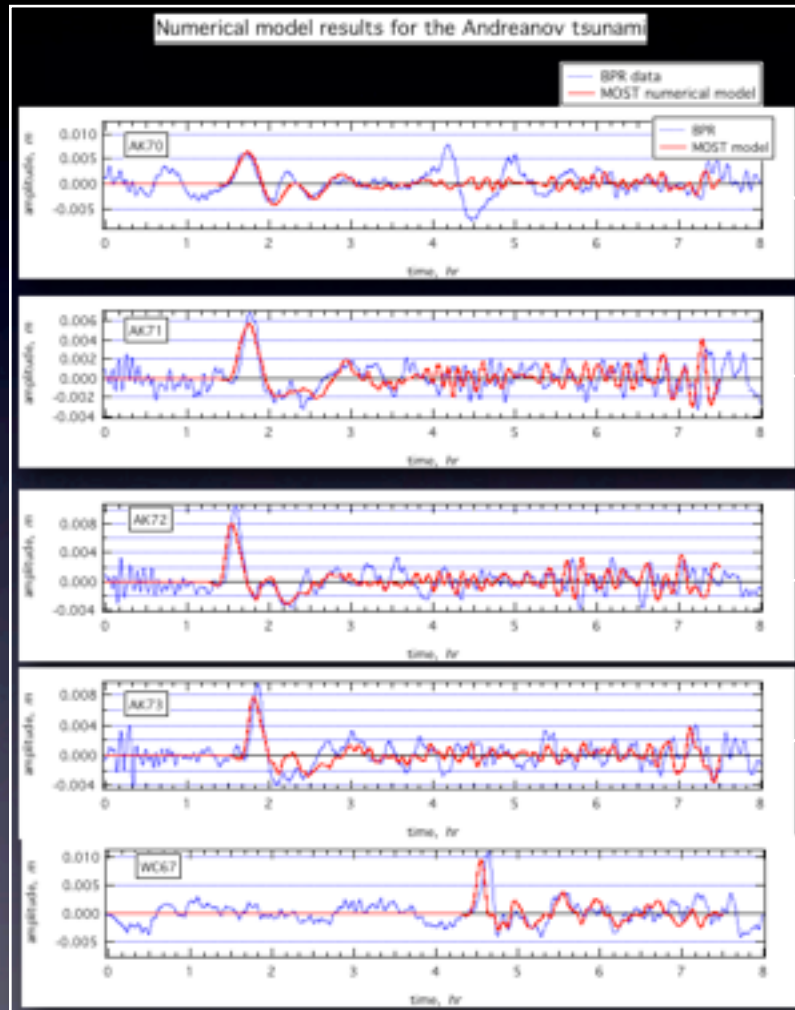 Numerical model results for the Andreanov tsunami
BPR data
MOST numerical model
BPR
MOST model
AK70
amplitude, m
0.010
0.005
0.000
-0.005
0 1 2 3 4 5 6 7 8
time, hr
AK71
amplitude, m
0.006
0.004
0.002
0.000
-0.002
-0.004
0 1 2 3 4 5 6 7 8
time, hr
AK72
amplitude, m
0.008
0.004
0.000
-0.004
0 1 2 3 4 5 6 7 8
time, hr
AK73
amplitude, m
0.008
0.004
0.000
-0.004
0 1 2 3 4 5 6 7 8
time, hr
WC67
amplitude, m
0.010
0.005
0.000
-0.005
0 1 2 3 4 5 6 7 8
time, hr